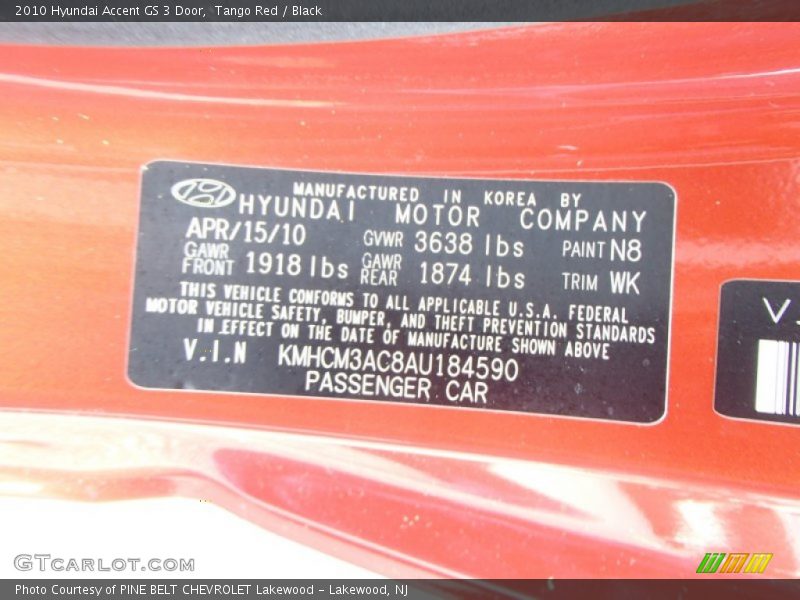 2010 Hyundai Accent GS 3 Door,  Tango Red / Black
MANUFACTURED IN KOREA BY
HYUNDAI MOTOR COMPANY
APR/15/10 GVWR 3638 lbs PAINT N8
GAWR FRONT 1918 lbs GAWR REAR 1874 lbs TRIM WK
THIS VEHICLE CONFORMS TO ALL APPLICABLE U.S.A. FEDERAL
MOTOR VEHICLE SAFETY, BUMPER, AND THEFT PREVENTION STANDARDS
IN EFFECT ON THE DATE OF MANUFACTURE SHOWN ABOVE
V.I.N KMHCM3AC8AU184590
PASSENGER CAR
V
GTCARLOT.COM
Photo Courtesy of PINE BELT CHEVROLET Lakewood - Lakewood, NJ